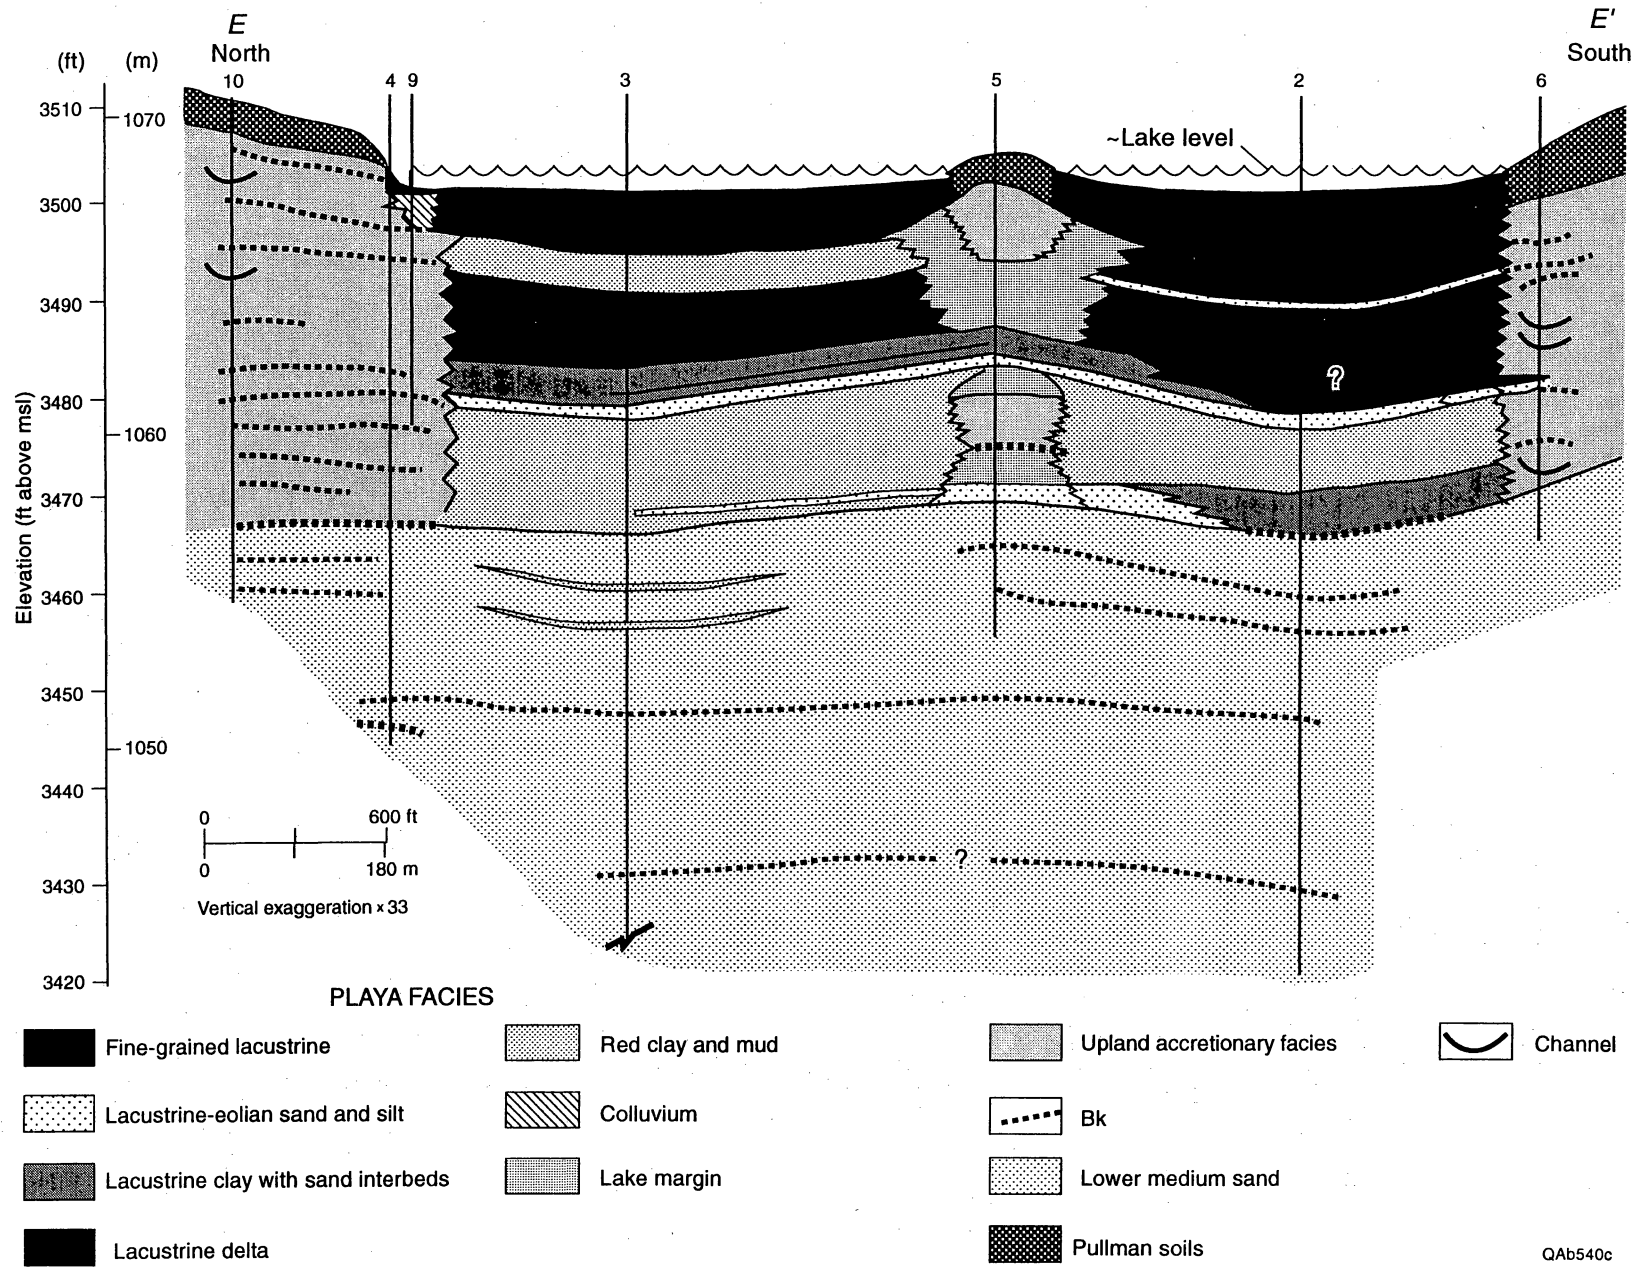 E
E'
North
South
(ft)
(m)
10
4
9
3
5
2
6
3510
1070
~Lake level
3500
3490
?
3480
1060
3470
3460
3450
1050
3440
3430
3420
Elevation (ft above msl)
?
0
600 ft
0
180 m
Vertical exaggeration × 33
PLAYA FACIES
Fine-grained lacustrine
Red clay and mud
Upland accretionary facies
Channel
Lacustrine-eolian sand and silt
Colluvium
Bk
Lacustrine clay with sand interbeds
Lake margin
Lower medium sand
Lacustrine delta
Pullman soils
QAb540c